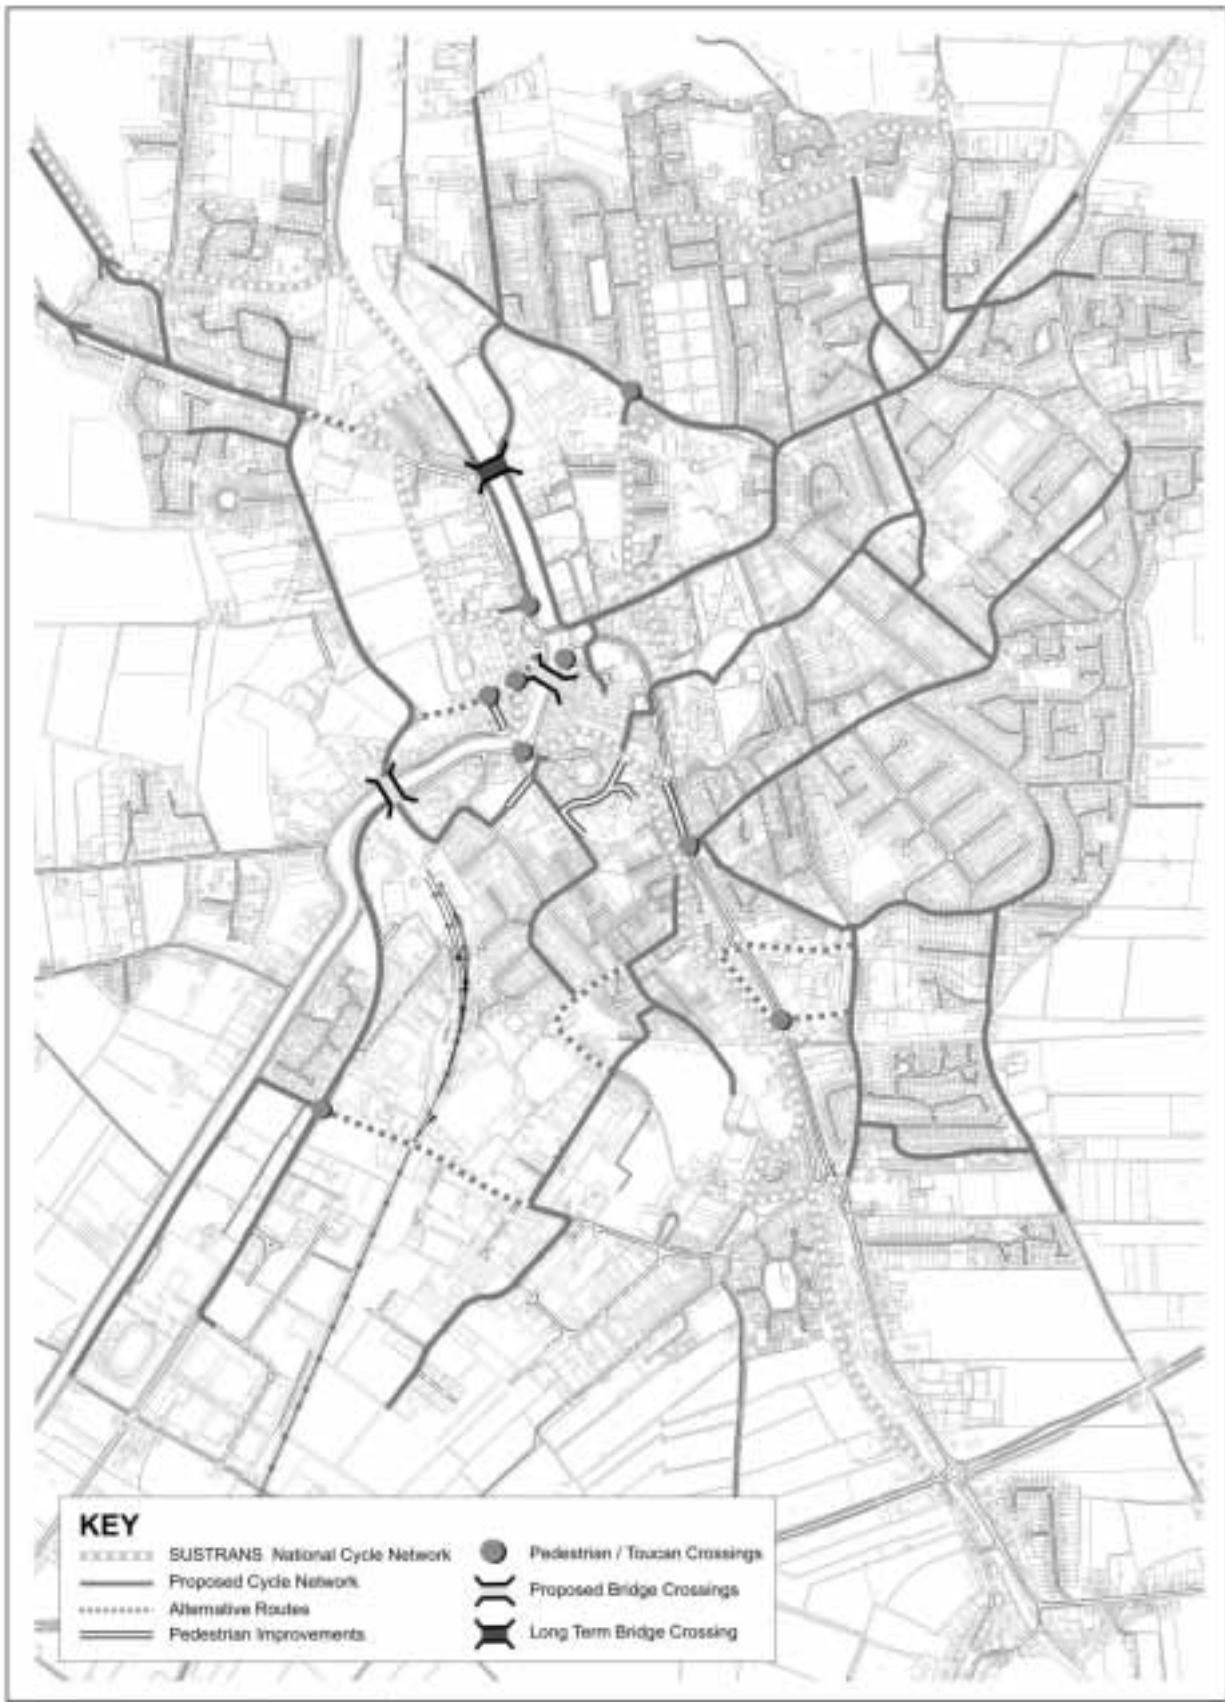 KEY
SUSTRANS National Cycle Network
Proposed Cycle Network
Alternative Routes
Pedestrian Improvements
Pedestrian / Toucan Crossings
Proposed Bridge Crossings
Long Term Bridge Crossing